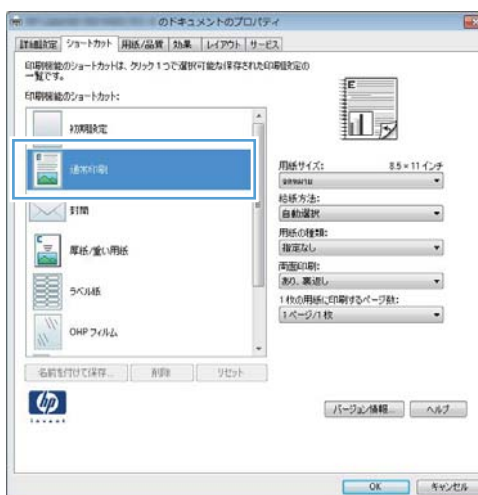 のドキュメントのプロパティ
詳細設定 ショートカット 用紙/品質 効果 レイアウト サービス
印刷機能のショートカットは、クリック1つで選択可能な保存された印刷設定の
一覧です。
印刷機能のショートカット:
初期設定
通常印刷
封筒
厚紙/重い用紙
ラベル紙
OHP フィルム
用紙サイズ: 8.5 × 11 インチ
จดหมาย
給紙方法:
自動選択
用紙の種類:
指定なし
両面印刷:
あり、裏返し
1 枚の用紙に印刷するページ数:
1 ページ/1 枚
名前を付けて保存... 削除 リセット
hp
invent
バージョン情報... ヘルプ
OK キャンセル